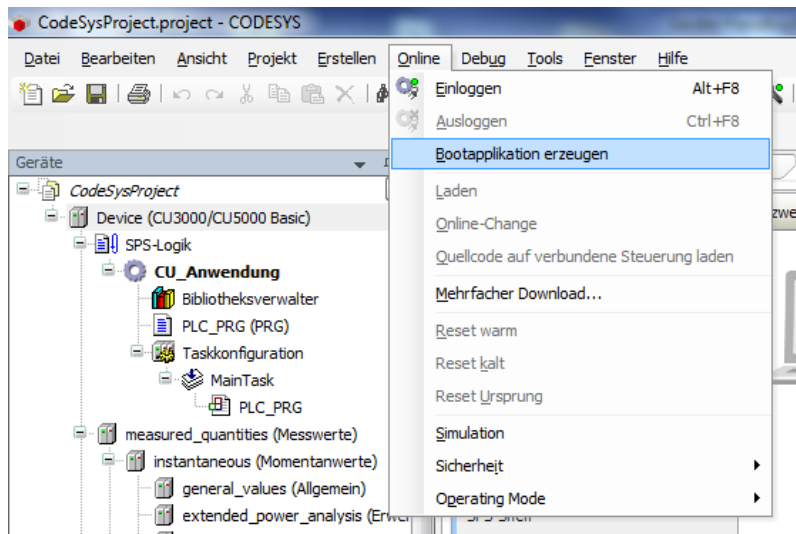 CodeSysProject.project - CODESYS
Datei Bearbeiten Ansicht Projekt Erstellen Online Debug Tools Fenster Hilfe
Einloggen Alt+F8
Ausloggen Ctrl+F8
Bootapplikation erzeugen
Laden
Online-Change
Quellcode auf verbundene Steuerung laden
Mehrfacher Download...
Reset warm
Reset kalt
Reset Ursprung
Simulation
Sicherheit
Operating Mode
Geräte
CodeSysProject
Device (CU3000/CU5000 Basic)
SPS-Logik
CU_Anwendung
Bibliotheksverwalter
PLC_PRG (PRG)
Taskkonfiguration
MainTask
PLC_PRG
measured_quantities (Messwerte)
instantaneous (Momentanwerte)
general_values (Allgemein)
extended_power_analysis (Erwei